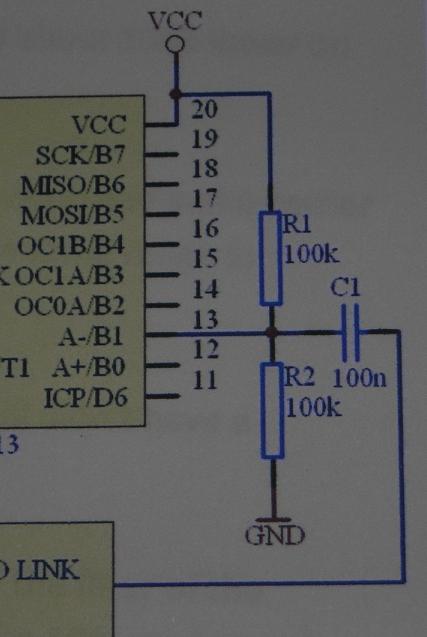 VCC
VCC 20
SCK/B7 19
MISO/B6 18
MOSI/B5 17
OC1B/B4 16
K OC1A/B3 15
OC0A/B2 14
A-/B1 13
T1 A+/B0 12
ICP/D6 11
R1
100k
C1
100n
R2
100k
13
GND
O LINK